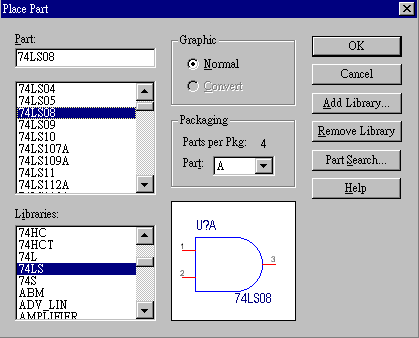 Place Part
Part:
74LS08
74LS04
74LS05
74LS08
74LS09
74LS10
74LS107A
74LS109A
74LS11
74LS112A
Libraries:
74HC
74HCT
74L
74LS
74S
ABM
ADV_LIN
AMPLIFIER
Graphic
Normal
Convert
Packaging
Parts per Pkg: 4
Part: A
U?A
1
2
3
74LS08
OK
Cancel
Add Library...
Remove Library
Part Search...
Help